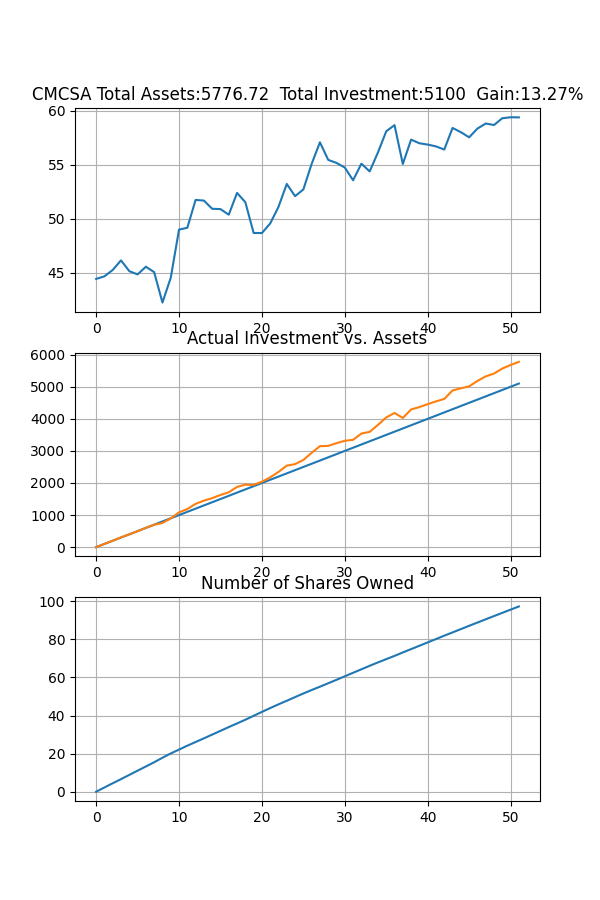 CMCSA Total Assets:5776.72  Total Investment:5100  Gain:13.27%
60
55
50
45
0 10 20 30 40 50
Actual Investment vs. Assets
6000
5000
4000
3000
2000
1000
0
0 10 20 30 40 50
Number of Shares Owned
100
80
60
40
20
0
0 10 20 30 40 50